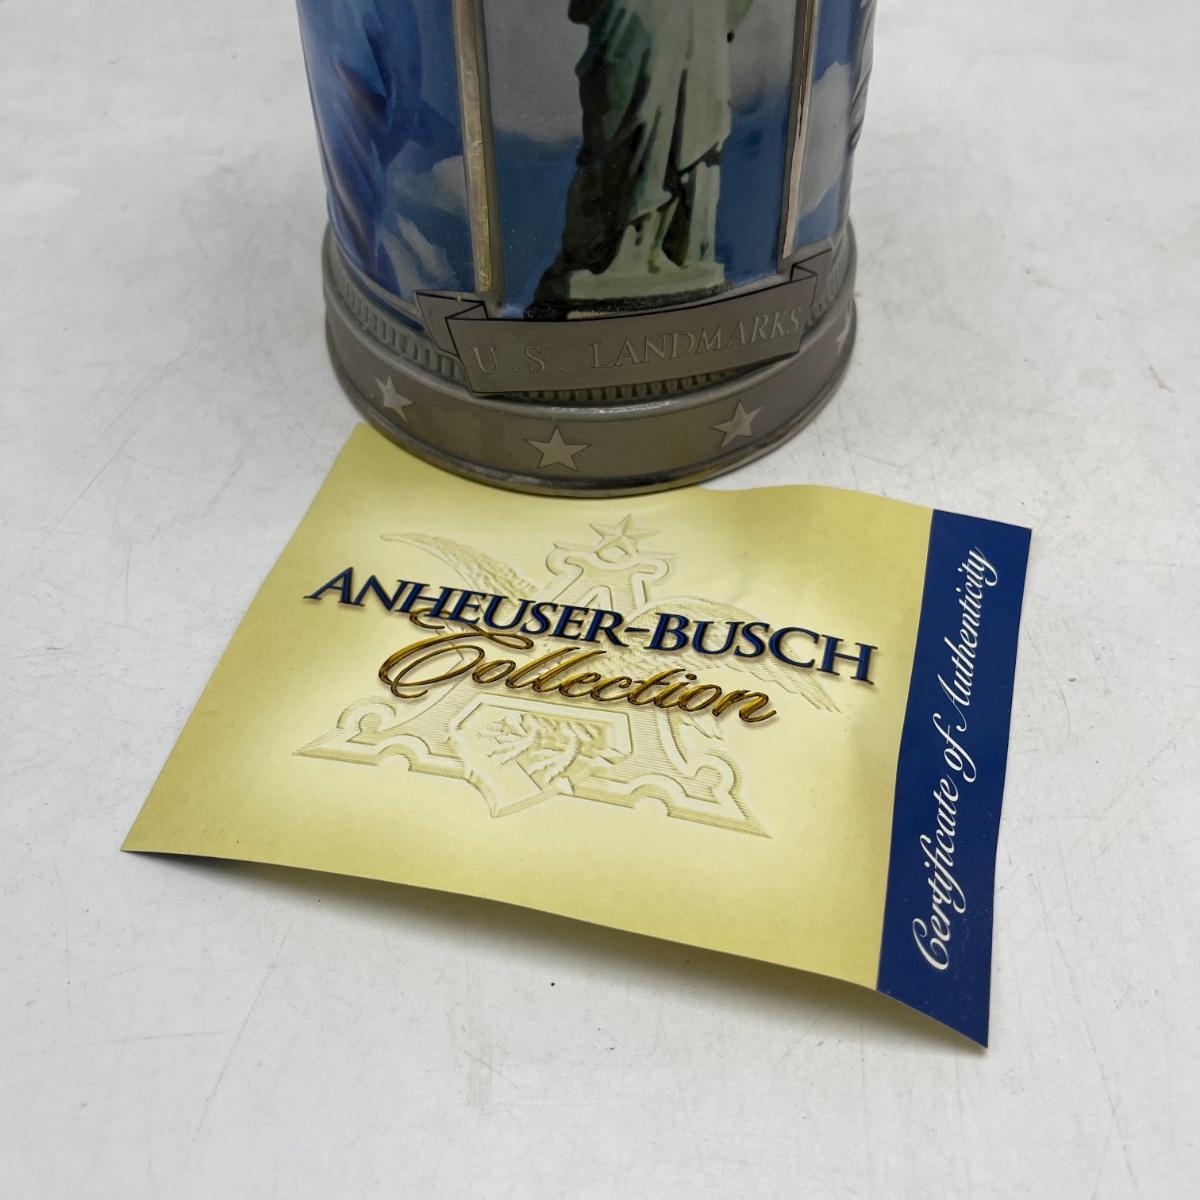 U.S. LANDMARKS
ANHEUSER-BUSCH
Collection
Certificate of Authenticity